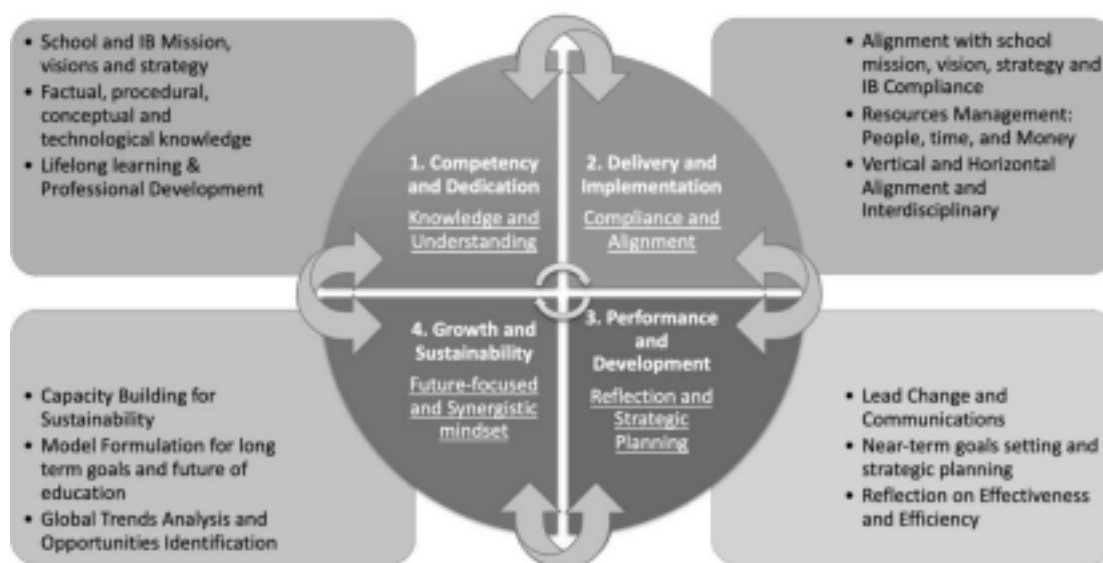 • School and IB Mission,
visions and strategy
• Factual, procedural,
conceptual and
technological knowledge
• Lifelong learning &
Professional Development
1. Competency
and Dedication
Knowledge and
Understanding
2. Delivery and
Implementation
Compliance and
Alignment
• Alignment with school
mission, vision, strategy and
IB Compliance
• Resources Management:
People, time, and Money
• Vertical and Horizontal
Alignment and
Interdisciplinary
• Capacity Building for
Sustainability
• Model Formulation for long
term goals and future of
education
• Global Trends Analysis and
Opportunities Identification
4. Growth and
Sustainability
Future-focused
and Synergistic
mindset
3. Performance
and
Development
Reflection and
Strategic
Planning
• Lead Change and
Communications
• Near-term goals setting and
strategic planning
• Reflection on Effectiveness
and Efficiency